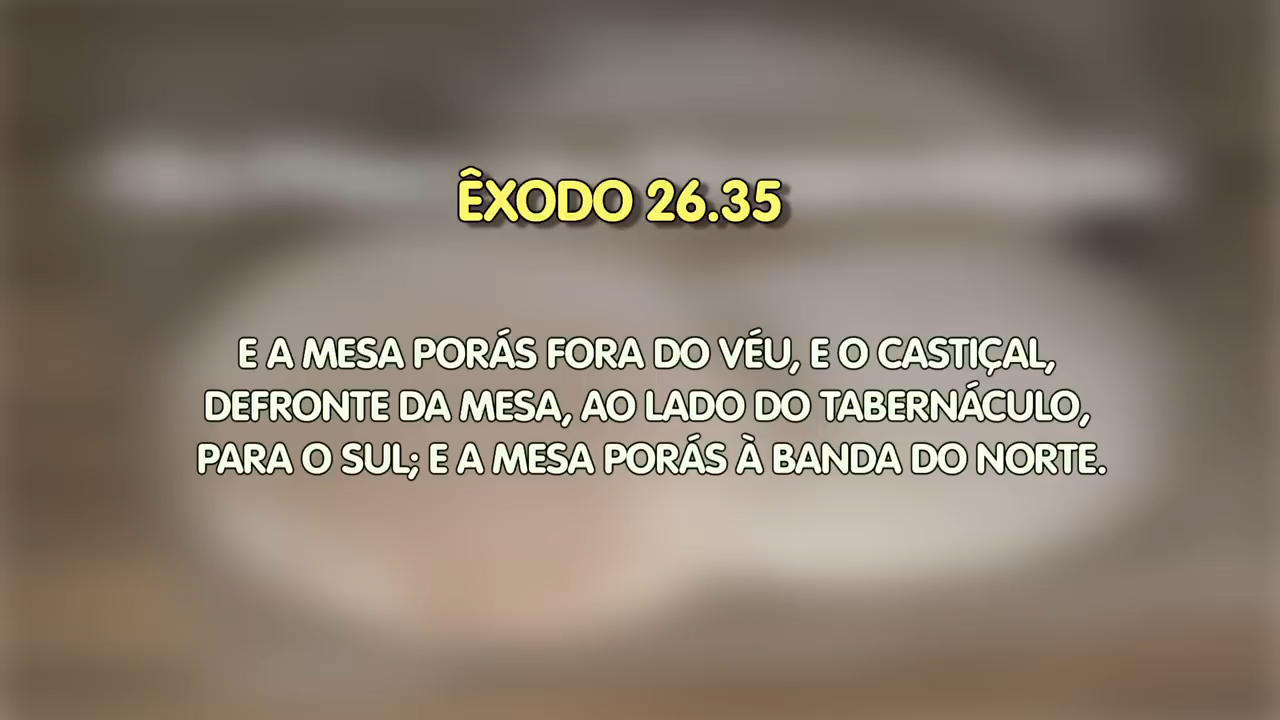 ÊXODO 26.35
E A MESA PORÁS FORA DO VÉU, E O CASTIÇAL,
DEFRONTE DA MESA, AO LADO DO TABERNÁCULO,
PARA O SUL; E A MESA PORÁS À BANDA DO NORTE.